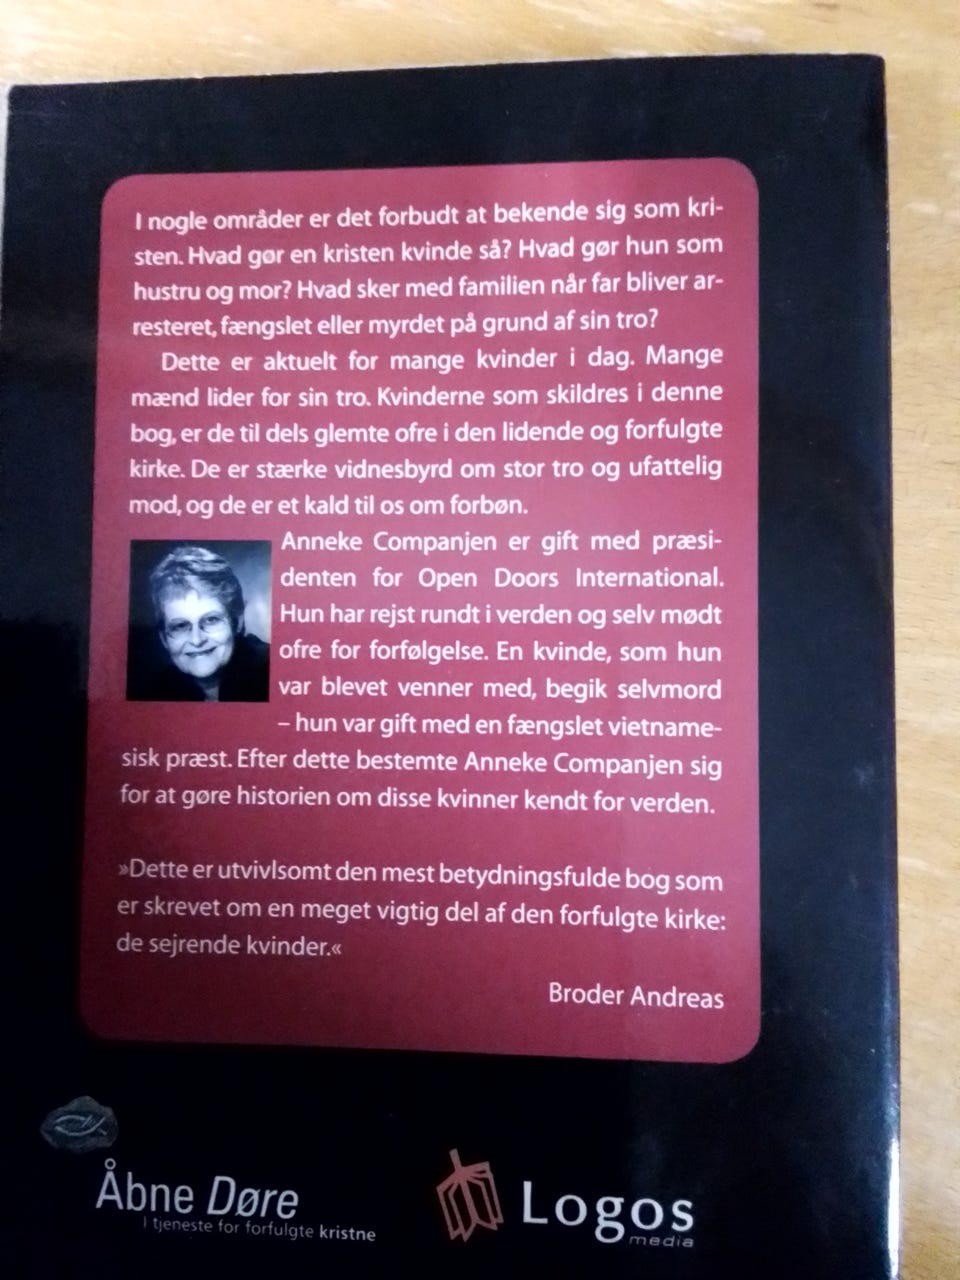 I nogle områder er det forbudt at bekende sig som kri-
sten. Hvad gør en kristen kvinde så? Hvad gør hun som
hustru og mor? Hvad sker med familien når far bliver ar-
resteret, fængslet eller myrdet på grund af sin tro?
Dette er aktuelt for mange kvinder i dag. Mange
mænd lider for sin tro. Kvinderne som skildres i denne
bog, er de til dels glemte ofre i den lidende og forfulgte
kirke. De er stærke vidnesbyrd om stor tro og ufattelig
mod, og de er et kald til os om forbøn.
Anneke Companjen er gift med præsi-
denten for Open Doors International.
Hun har rejst rundt i verden og selv mødt
ofre for forfølgelse. En kvinde, som hun
var blevet venner med, begik selvmord
– hun var gift med en fængslet vietname-
sisk præst. Efter dette bestemte Anneke Companjen sig
for at gøre historien om disse kvinner kendt for verden.
»Dette er utvivlsomt den mest betydningsfulde bog som
er skrevet om en meget vigtig del af den forfulgte kirke:
de sejrende kvinder.«
Broder Andreas
Åbne Døre
I tjeneste for forfulgte kristne
Logos
media